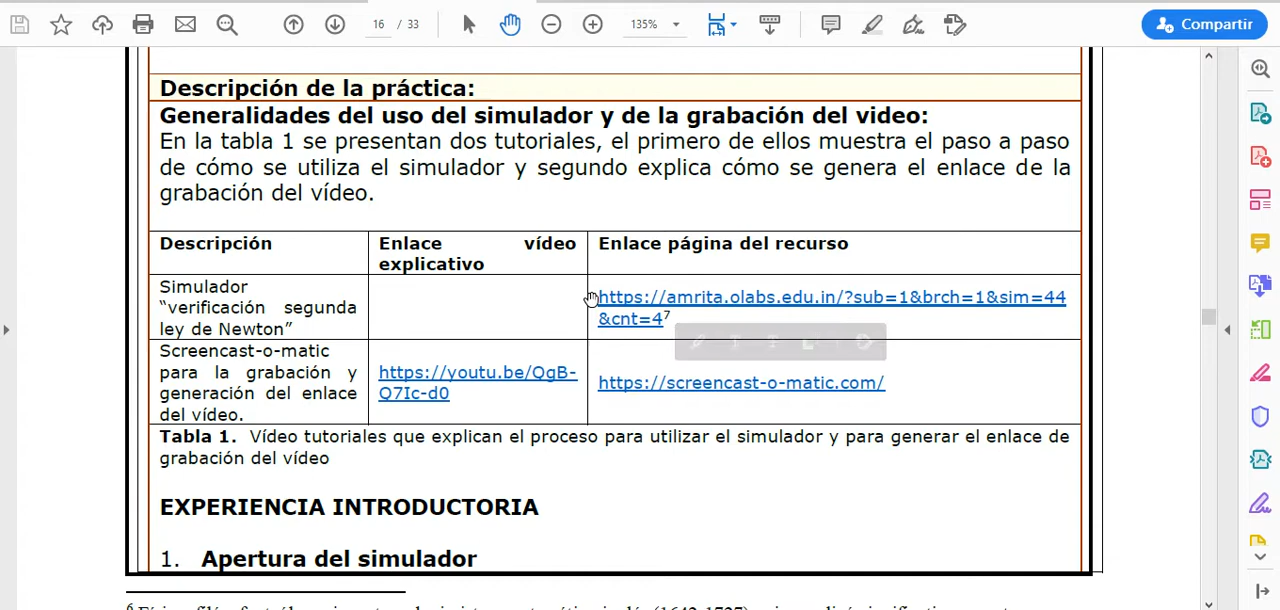 16 / 33
135%
Compartir
Descripción de la práctica:
Generalidades del uso del simulador y de la grabación del video:
En la tabla 1 se presentan dos tutoriales, el primero de ellos muestra el paso a paso
de cómo se utiliza el simulador y segundo explica cómo se genera el enlace de la
grabación del vídeo.
Descripción
Enlace vídeo
explicativo
Enlace página del recurso
Simulador
“verificación segunda
ley de Newton”
https://amrita.olabs.edu.in/?sub=1&brch=1&sim=44
&cnt=4⁷
Screencast-o-matic
para la grabación y
generación del enlace
del vídeo.
https://youtu.be/QgB-
Q7Ic-d0
https://screencast-o-matic.com/
Tabla 1. Vídeo tutoriales que explican el proceso para utilizar el simulador y para generar el enlace de
grabación del vídeo
EXPERIENCIA INTRODUCTORIA
1. Apertura del simulador